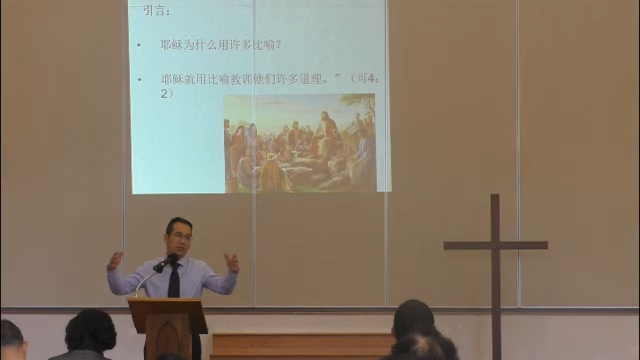 引言：
• 耶稣为什么用许多比喻？
• 耶稣就用比喻教训他们许多道理。”（可4：
2）